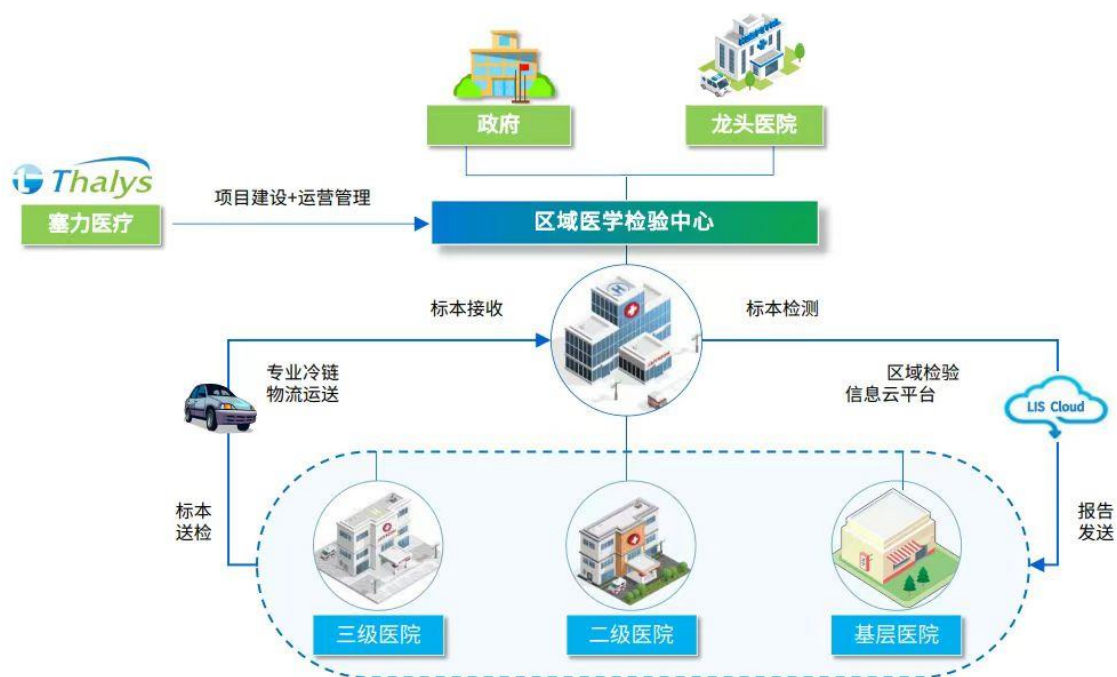 政府
龙头医院
Thalys
塞力医疗
项目建设+运营管理
区域医学检验中心
标本接收
标本检测
专业冷链
物流运送
区域检验
信息云平台
LIS Cloud
标本
送检
报告
发送
三级医院
二级医院
基层医院